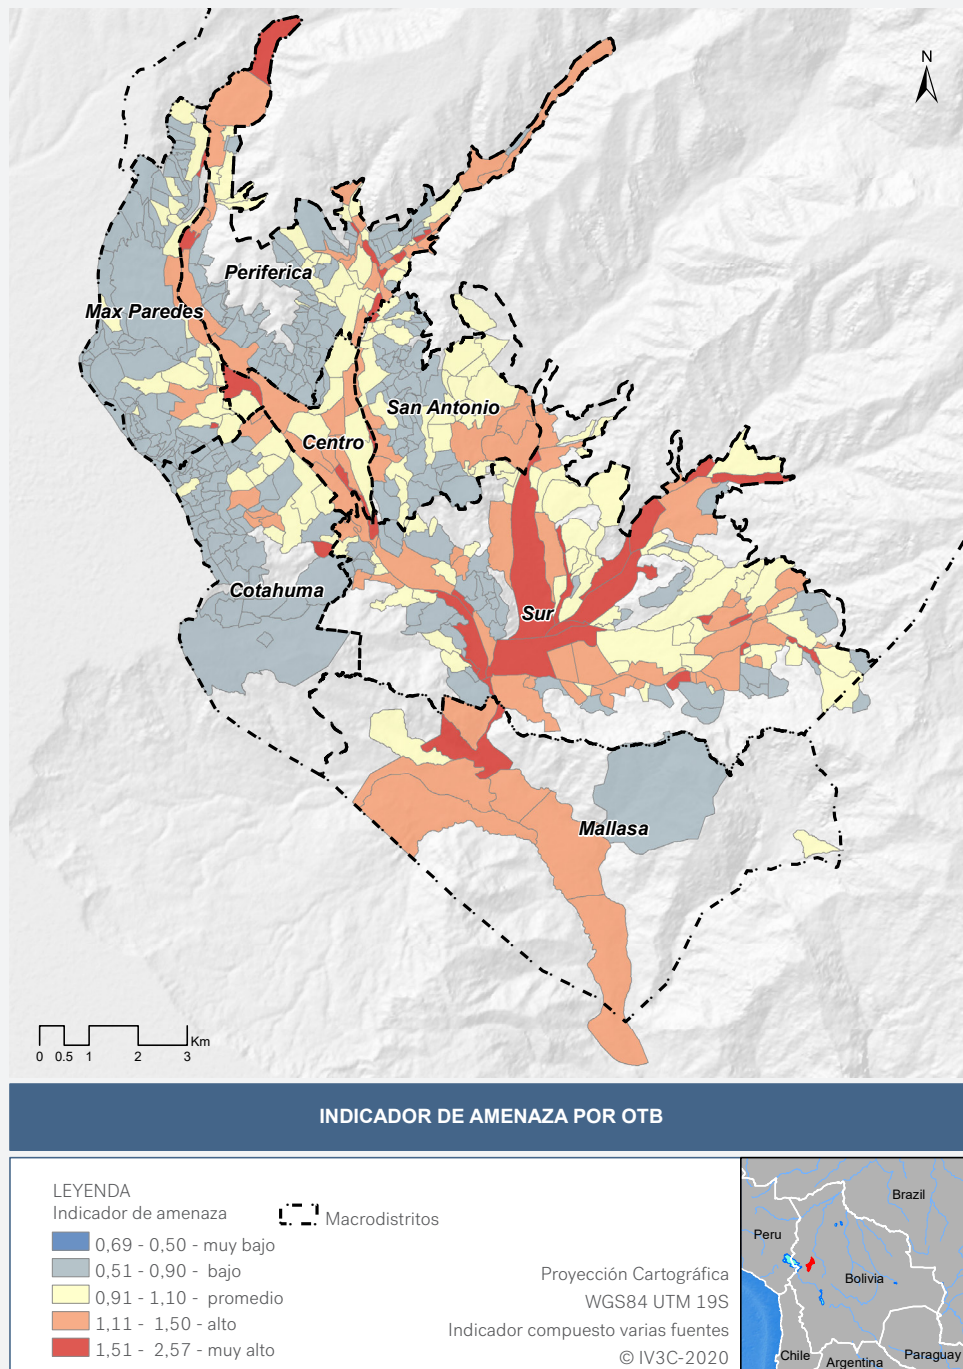 N
Periferica
Max Paredes
San Antonio
Centro
Cotahuma
Sur
Mallasa
Km
0 0.5 1 2 3
INDICADOR DE AMENAZA POR OTB
LEYENDA
Indicador de amenaza
Macrodistritos
0,69 - 0,50 - muy bajo
0,51 - 0,90 - bajo
0,91 - 1,10 - promedio
1,11 - 1,50 - alto
1,51 - 2,57 - muy alto
Proyección Cartográfica
WGS84 UTM 19S
Indicador compuesto varias fuentes
© IV3C-2020
Brazil
Peru
Bolivia
Chile
Argentina
Paraguay